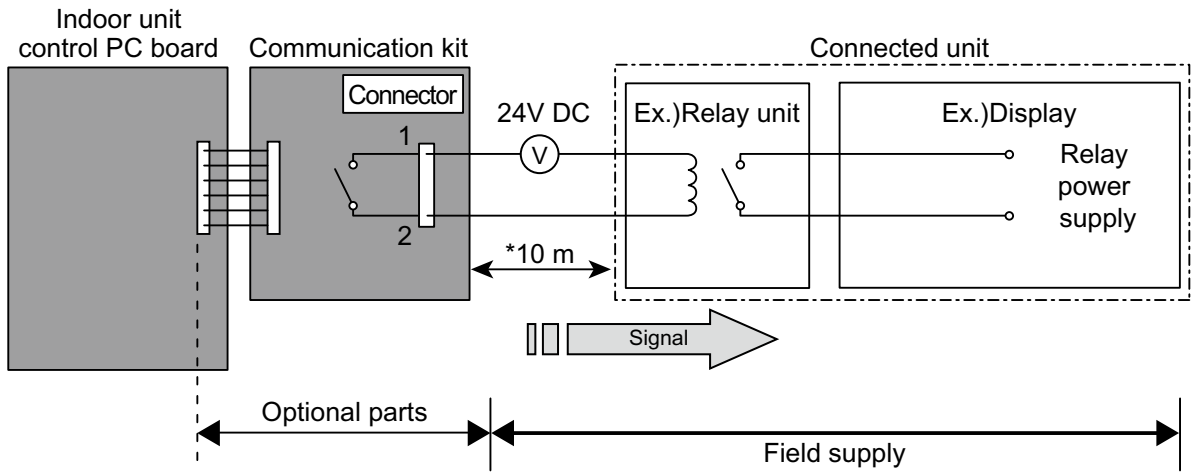 Indoor unit
control PC board
Communication kit
Connected unit
Connector
24V DC
Ex.)Relay unit
Ex.)Display
1
V
Relay
power
supply
2
*10 m
Signal
Optional parts
Field supply